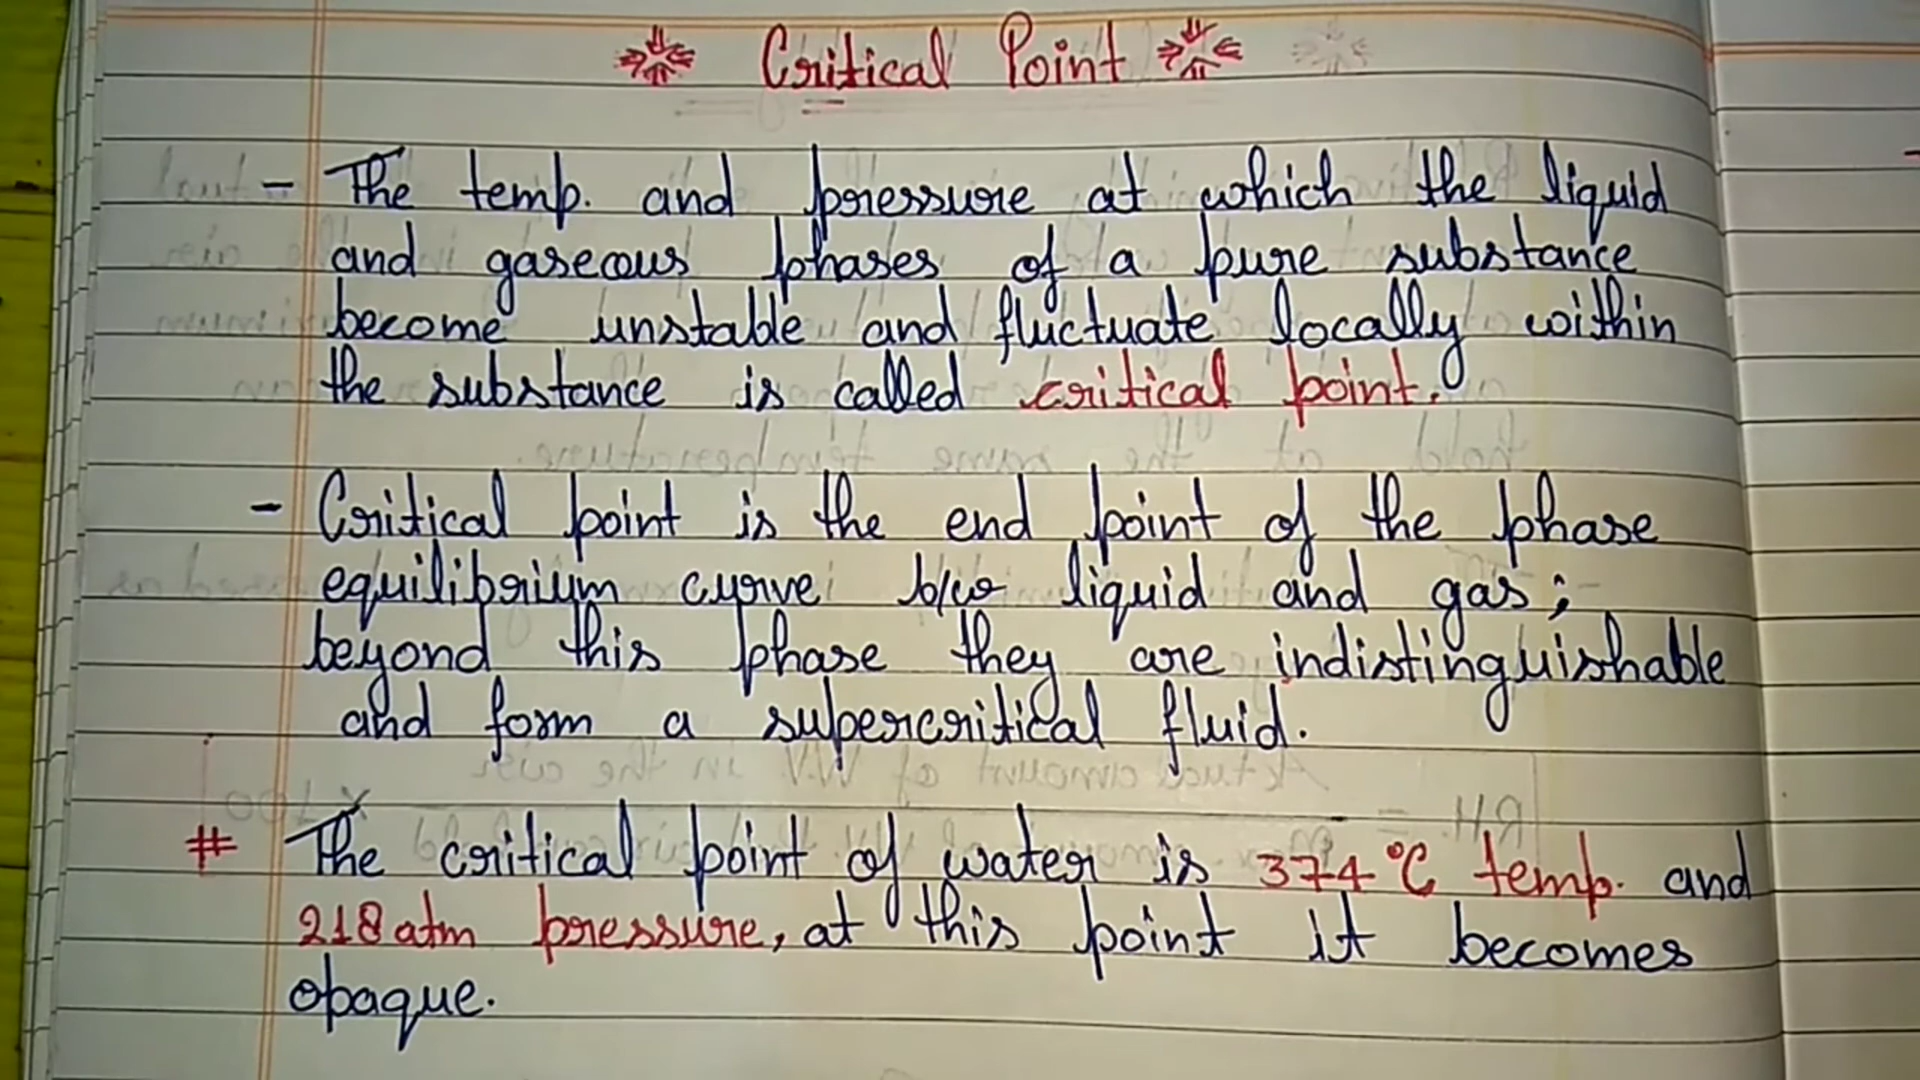 Critical Point
- The temp. and pressure at which the liquid
and gaseous phases of a pure substance
become unstable and fluctuate locally within
the substance is called critical point.
- Critical point is the end point of the phase
equilibrium curve b/w liquid and gas;
beyond this phase they are indistinguishable
and form a supercritical fluid.
# The critical point of water is 374°C temp. and
218 atm pressure, at this point it becomes
opaque.